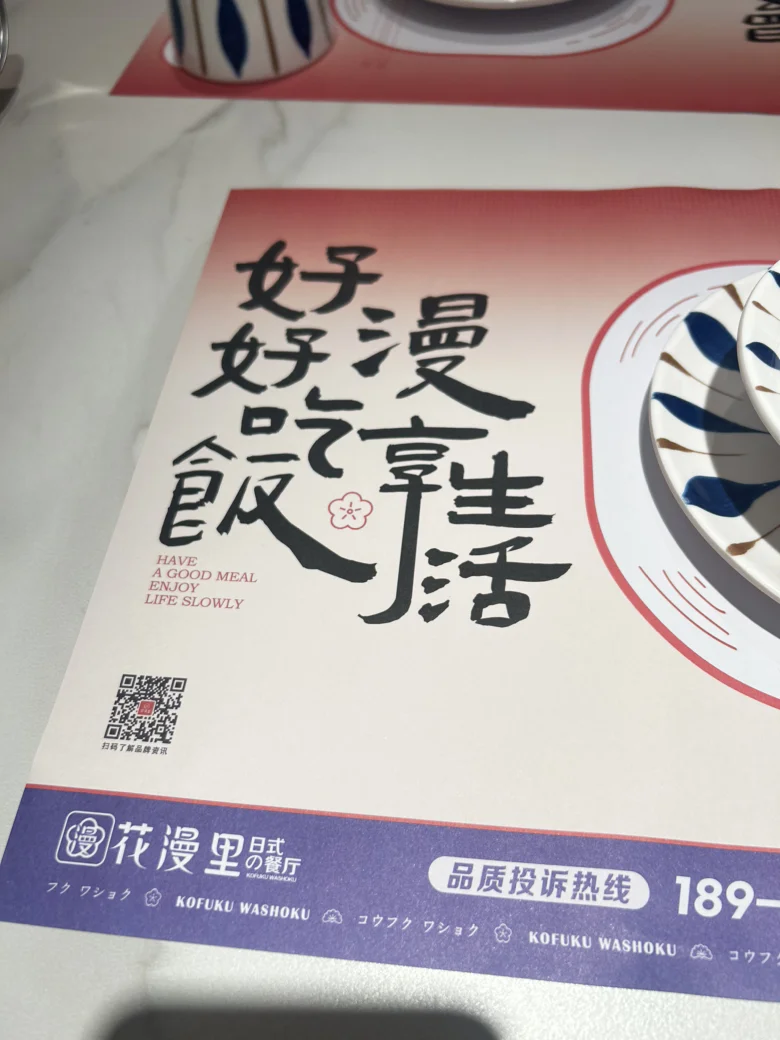 好好吃飯
漫享生活
HAVE
A GOOD MEAL
ENJOY
LIFE SLOWLY
扫码了解品牌资讯
漫 花漫里 日式の餐厅
KOFUKU WASHOKU
品质投诉热线 189-
フク ワショク KOFUKU WASHOKU コウフク ワショク KOFUKU WASHOKU コウフク